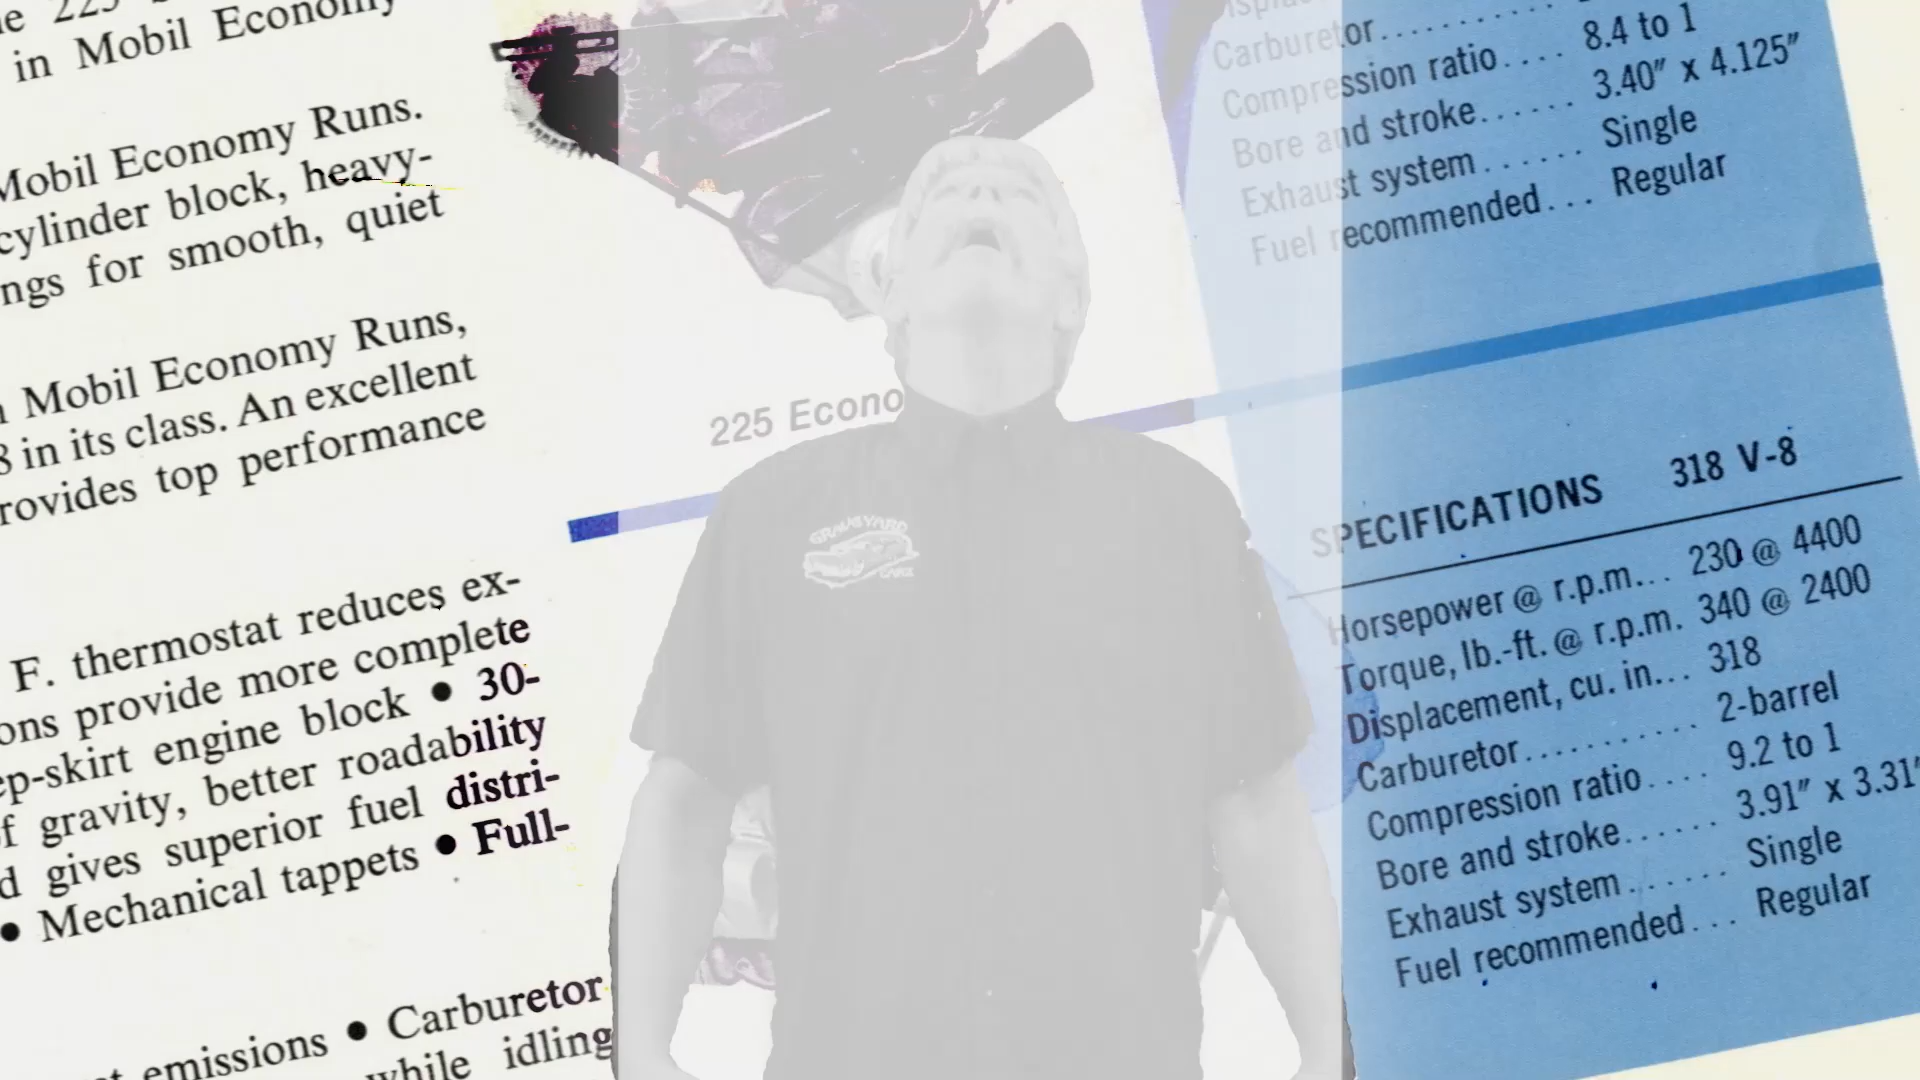 in Mobil Economy
Mobil Economy Runs.
cylinder block, heavy-
ngs for smooth, quiet
Mobil Economy Runs,
8 in its class. An excellent
rovides top performance
F. thermostat reduces ex-
ons provide more complete
ep-skirt engine block • 30-
of gravity, better roadability
d gives superior fuel distri-
• Mechanical tappets • Full-
emissions • Carburetor
while idling
225 Econo
GRAVEYARD
CARZ
Carburetor..........
Compression ratio.... 8.4 to 1
Bore and stroke...... 3.40" x 4.125"
Exhaust system...... Single
Fuel recommended... Regular
SPECIFICATIONS 318 V-8
Horsepower @ r.p.m... 230 @ 4400
Torque, lb.-ft. @ r.p.m. 340 @ 2400
Displacement, cu. in... 318
Carburetor........... 2-barrel
Compression ratio.... 9.2 to 1
Bore and stroke...... 3.91" x 3.31"
Exhaust system....... Single
Fuel recommended... Regular